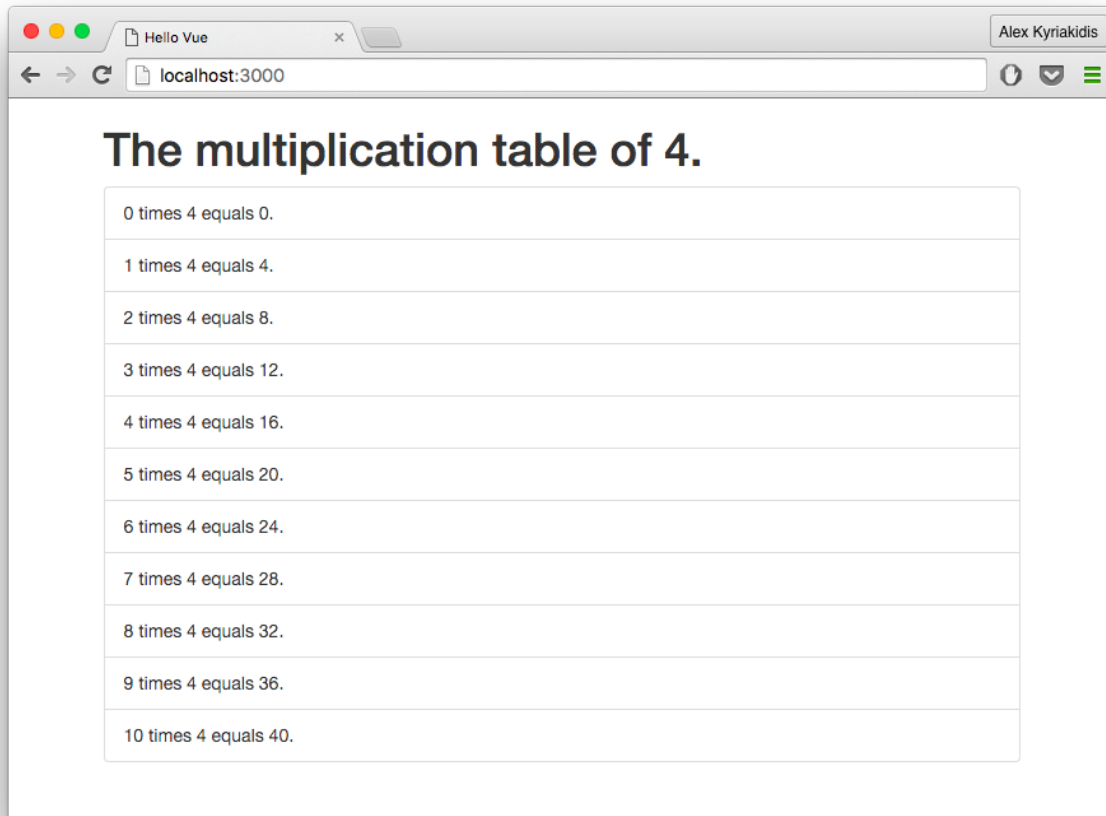 Hello Vue
Alex Kyriakidis
localhost:3000
The multiplication table of 4.
0 times 4 equals 0.
1 times 4 equals 4.
2 times 4 equals 8.
3 times 4 equals 12.
4 times 4 equals 16.
5 times 4 equals 20.
6 times 4 equals 24.
7 times 4 equals 28.
8 times 4 equals 32.
9 times 4 equals 36.
10 times 4 equals 40.